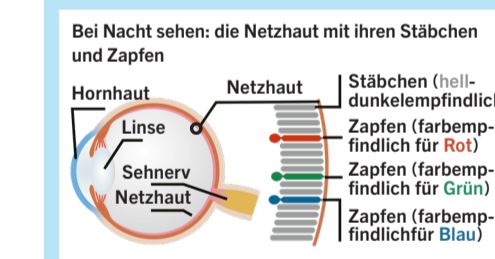 Bei Nacht sehen: die Netzhaut mit ihren Stäbchen
und Zapfen
Hornhaut
Linse
Sehnerv
Netzhaut
Netzhaut
Stäbchen (hell-
dunkelempfindlich
Zapfen (farbemp-
findlich für Rot)
Zapfen (farbemp-
findlich für Grün)
Zapfen (farbemp-
findlichfür Blau)